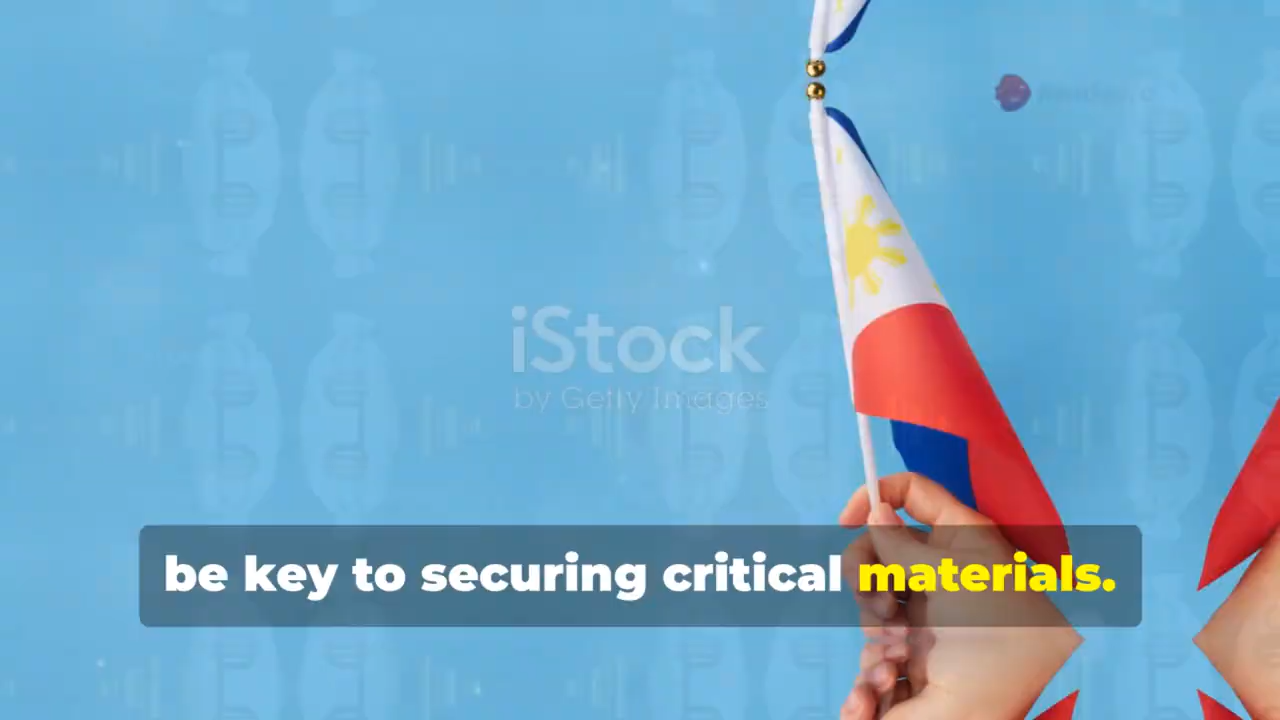 iStock
by Getty Images
be key to securing critical materials.